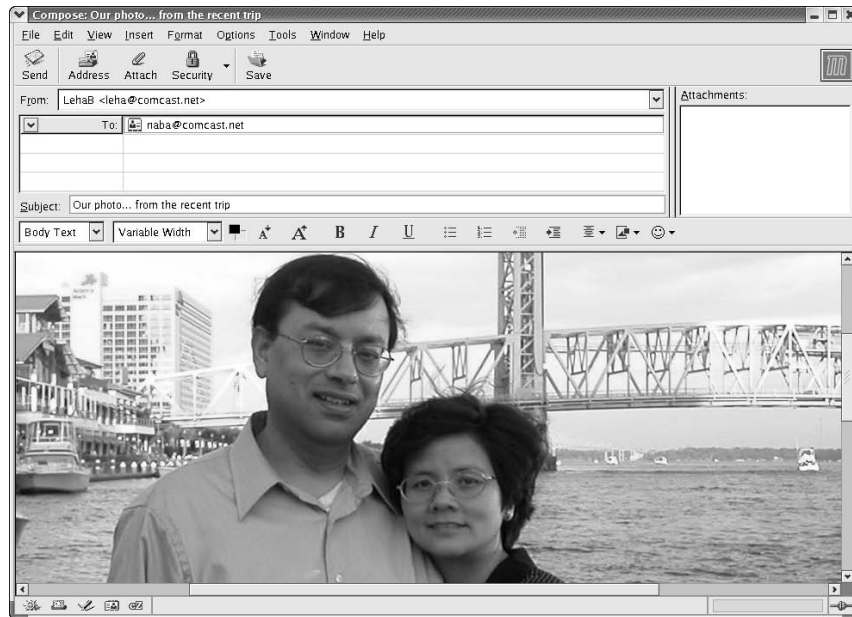 Compose: Our photo... from the recent trip
File Edit View Insert Format Options Tools Window Help
Send Address Attach Security Save
From: LehaB <leha@comcast.net>
Attachments:
To: naba@comcast.net
Subject: Our photo... from the recent trip
Body Text Variable Width A A B I U